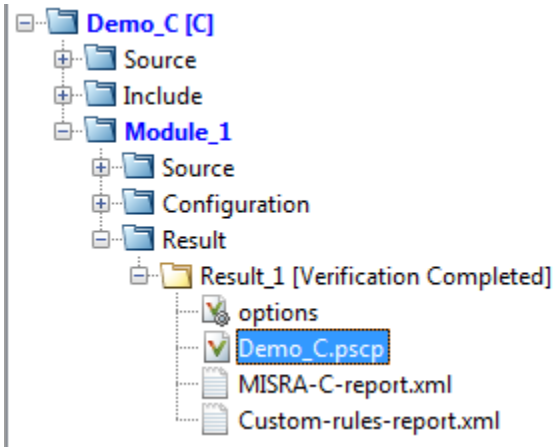 Demo_C [C]
Source
Include
Module_1
Source
Configuration
Result
Result_1 [Verification Completed]
options
Demo_C.pscp
MISRA-C-report.xml
Custom-rules-report.xml